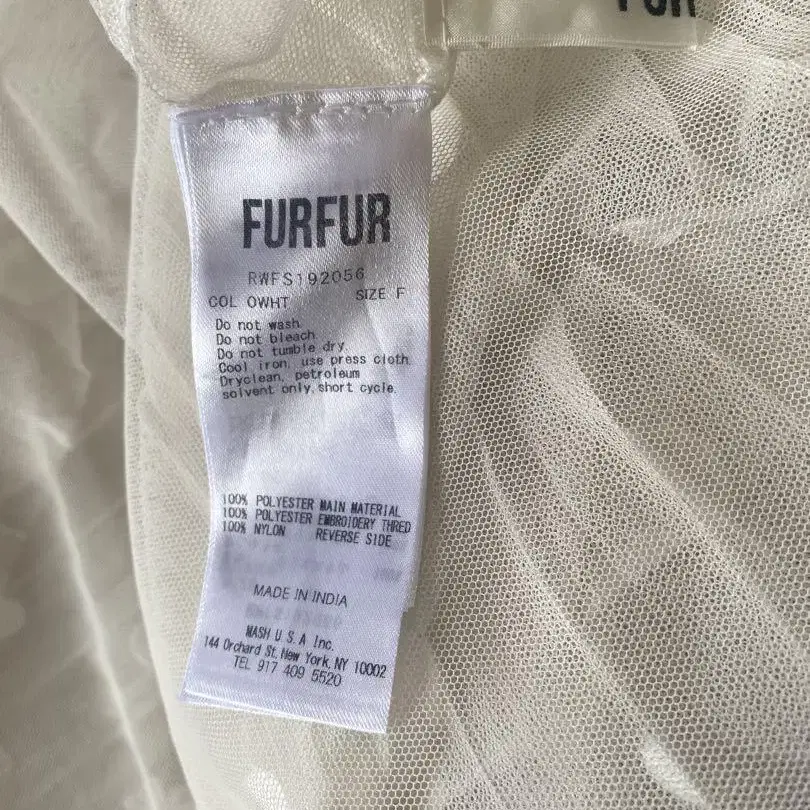 FUR
FURFUR
RWFS192056
COL OWHT SIZE F
Do not wash
Do not bleach
Do not tumble dry.
Cool iron, use press cloth.
Dryclean, petroleum
solvent only,short cycle.
100% POLYESTER MAIN MATERIAL
100% POLYESTER EMBROIDERY THRED
100% NYLON REVERSE SIDE
MADE IN INDIA
MASH U S A Inc.
144 Orchard St, New York, NY 10002
TEL 917 409 5520